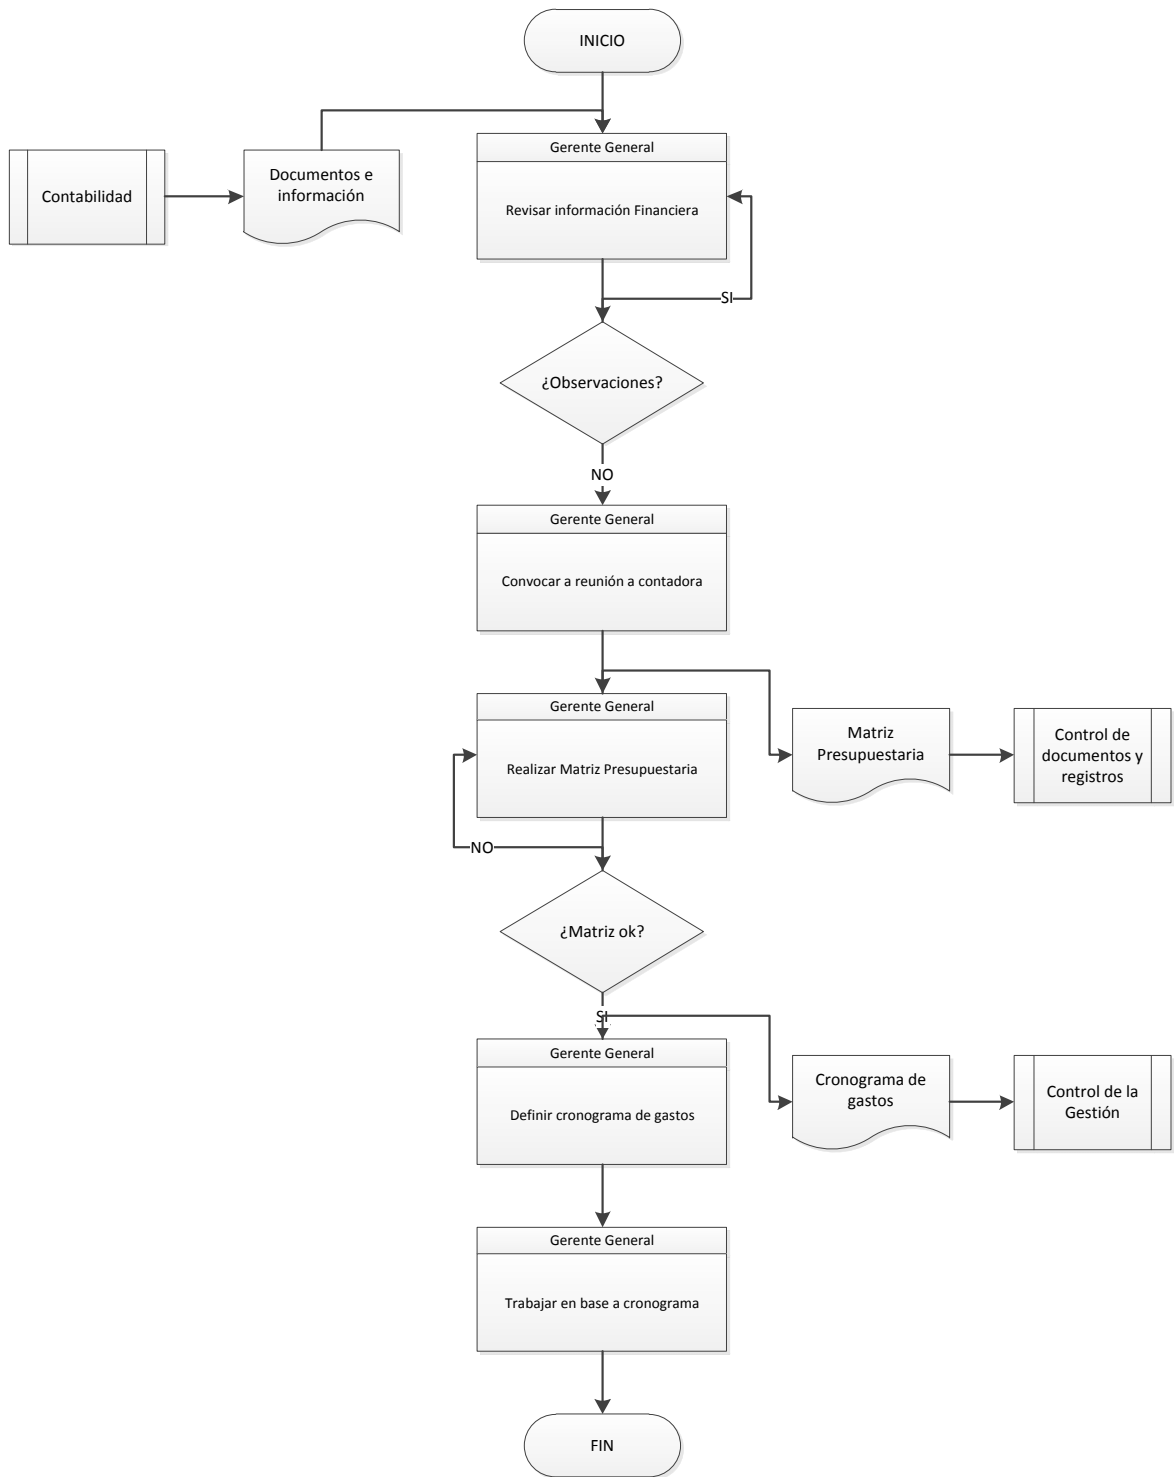 INICIO
Gerente General
Contabilidad
Documentos e
información
Revisar información Financiera
SI
¿Observaciones?
NO
Gerente General
Convocar a reunión a contadora
Gerente General
Realizar Matriz Presupuestaria
Matriz
Presupuestaria
Control de
documentos y
registros
NO
¿Matriz ok?
SI
Gerente General
Definir cronograma de gastos
Cronograma de
gastos
Control de la
Gestión
Gerente General
Trabajar en base a cronograma
FIN